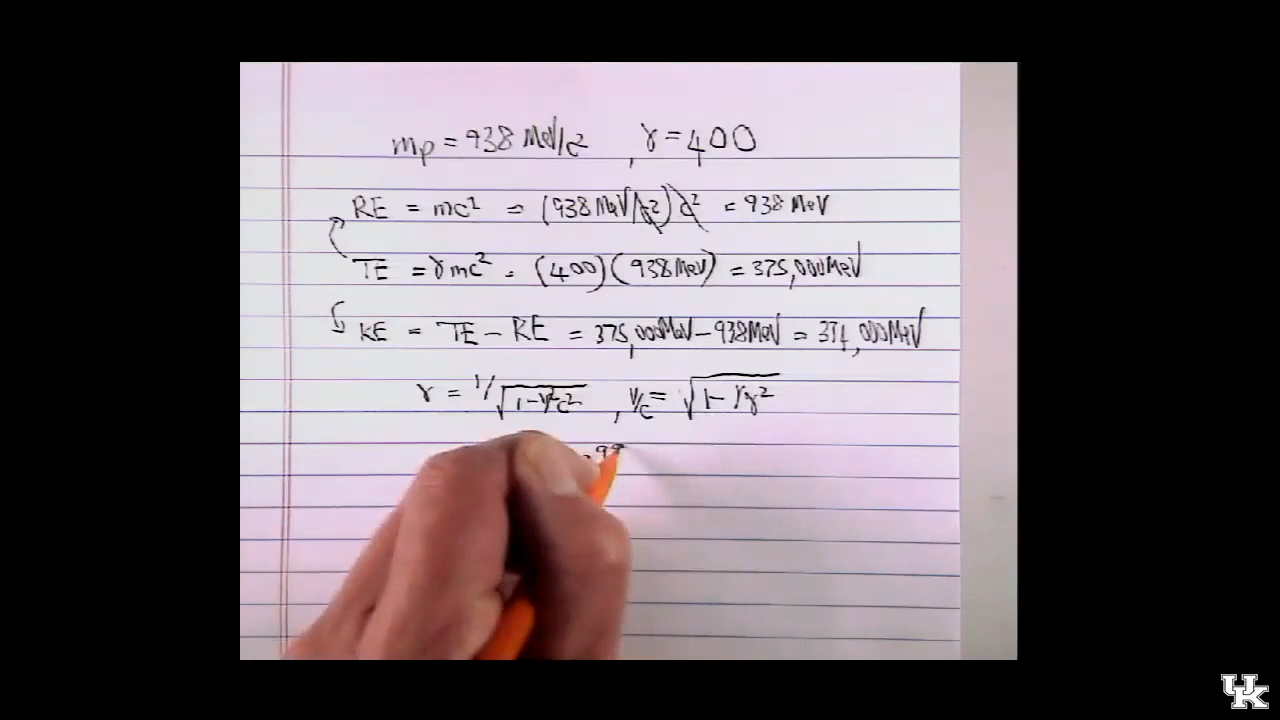 mp = 938 MeV/c² , γ = 400
RE = mc² = (938 MeV/c²) c² = 938 MeV
TE = γmc² = (400)(938 MeV) = 375,000 MeV
KE = TE - RE = 375,000 MeV - 938 MeV = 374,000 MeV
γ = 1/√1-v²/c² , v/c = √1-1/γ²
.99
UK